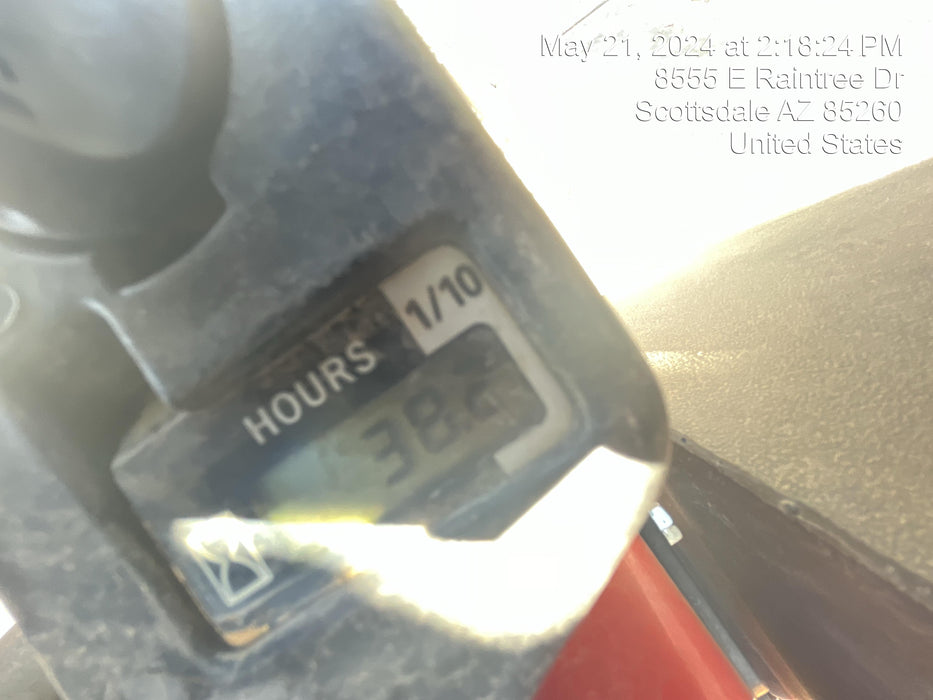 May 21, 2024 at 2:18:24 PM
8555 E Raintree Dr
Scottsdale AZ 85260
United States
1/10
HOURS